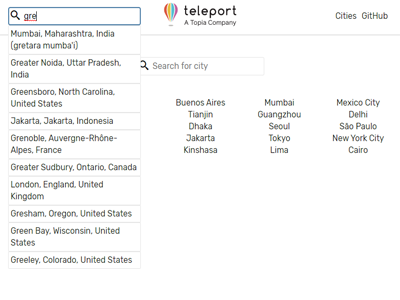 gre
teleport
A Topia Company
Cities GitHub
Mumbai, Maharashtra, India
(gretara mumba'i)
Greater Noida, Uttar Pradesh,
India
Greensboro, North Carolina,
United States
Jakarta, Jakarta, Indonesia
Grenoble, Auvergne-Rhône-
Alpes, France
Greater Sudbury, Ontario, Canada
London, England, United
Kingdom
Gresham, Oregon, United States
Green Bay, Wisconsin, United
States
Greeley, Colorado, United States
Search for city
Buenos Aires Mumbai Mexico City
Tianjin Guangzhou Delhi
Dhaka Seoul São Paulo
Jakarta Tokyo New York City
Kinshasa Lima Cairo